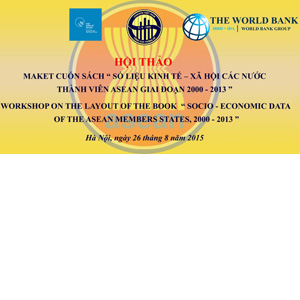 THE WORLD BANK
WORLD BANK GROUP
HỘI THẢO
MAKET CUỐN SÁCH “ SỐ LIỆU KINH TẾ – XÃ HỘI CÁC NƯỚC
THÀNH VIÊN ASEAN GIAI ĐOẠN 2000 - 2013 ”
WORKSHOP ON THE LAYOUT OF THE BOOK “ SOCIO - ECONOMIC DATA
OF THE ASEAN MEMBERS STATES, 2000 - 2013 ”
Hà Nội, ngày 26 tháng 8 năm 2015